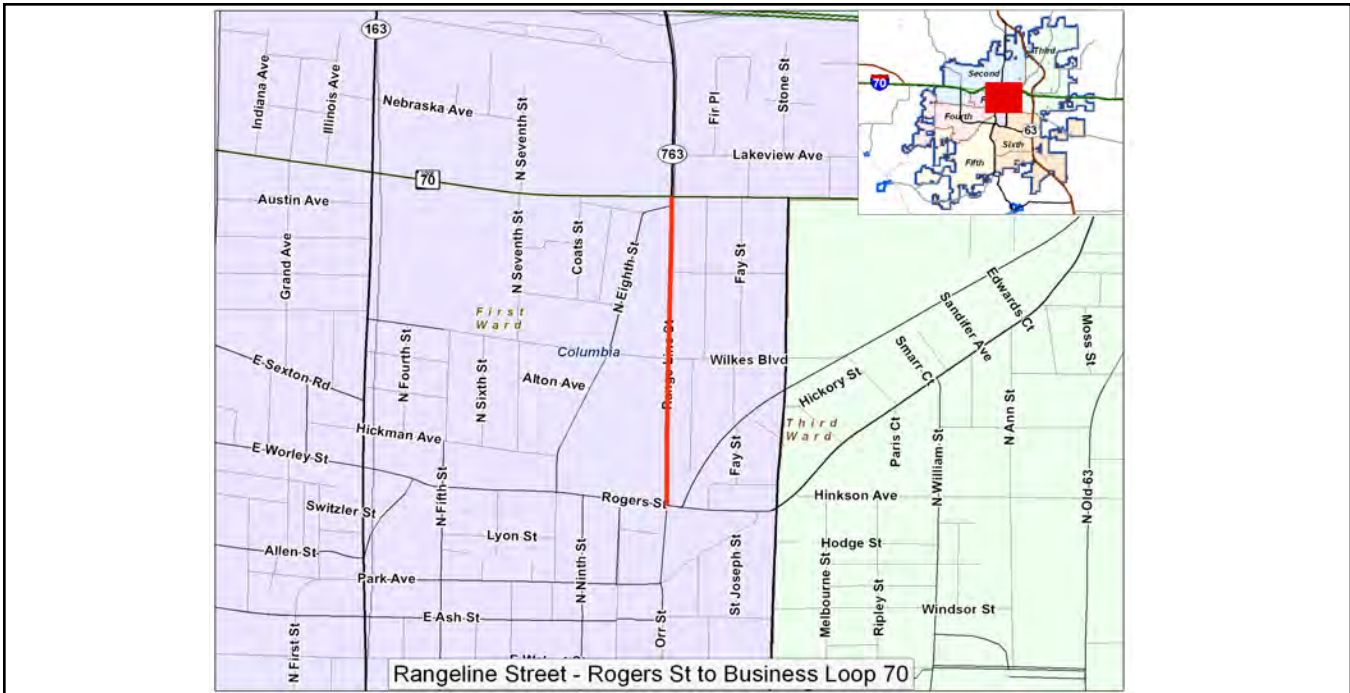 163
Indiana Ave
Illinois Ave
Nebraska Ave
N Seventh St
763
Fir Pl
Stone St
Lakeview Ave
70
Third
Second
Fourth
63
Sixth
Fifth
70
Austin Ave
Grand Ave
N Seventh St
Coats St
N Eighth St
Fay St
First
Ward
Columbia
Range Line St
Wilkes Blvd
Edwards Ct
Sandifer Ave
Smarr Ct
Moss St
E Sexton Rd
N Fourth St
N Sixth St
Alton Ave
Hickory St
Hickman Ave
Third
Ward
Paris Ct
N Ann St
E Worley St
N Fifth St
Fay St
N William St
N Old 63
Switzler St
Rogers St
Hinkson Ave
Lyon St
Allen St
Hodge St
Park Ave
N Ninth St
St Joseph St
Melbourne St
Ripley St
E Ash St
Orr St
Windsor St
N First St
Rangeline Street - Rogers St to Business Loop 70